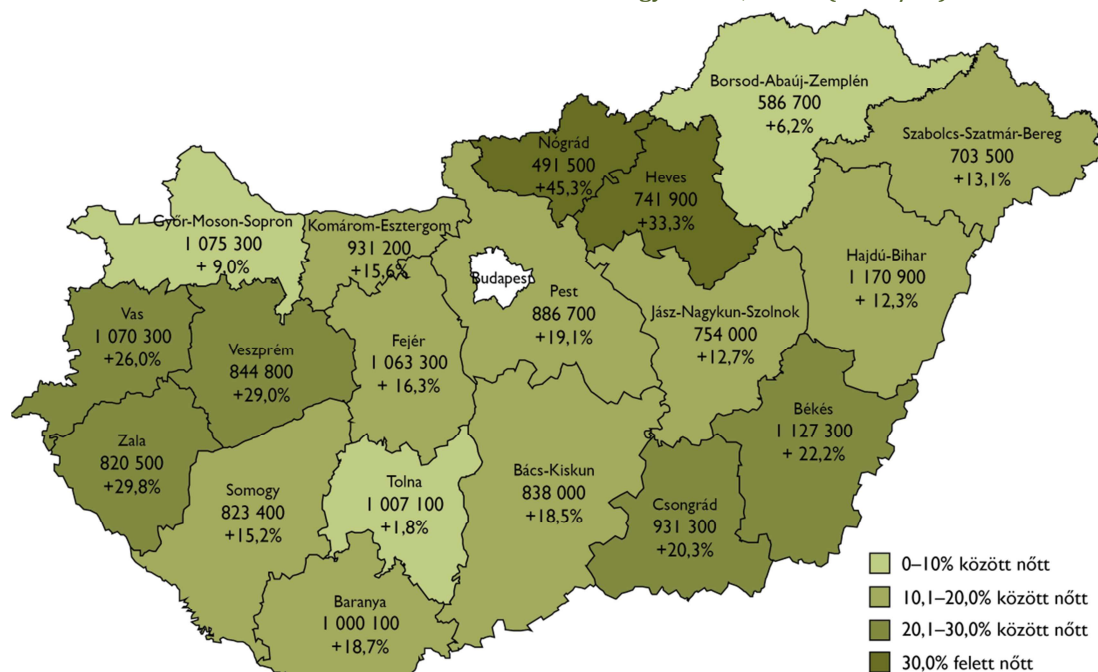 Borsod-Abaúj-Zemplén
586 700
+6,2%
Szabolcs-Szatmár-Bereg
703 500
+13,1%
Nógrád
491 500
+45,3%
Heves
741 900
+33,3%
Győr-Moson-Sopron
1 075 300
+ 9,0%
Komárom-Esztergom
931 200
+15,6%
Budapest
Pest
886 700
+19,1%
Jász-Nagykun-Szolnok
754 000
+12,7%
Hajdú-Bihar
1 170 900
+ 12,3%
Vas
1 070 300
+26,0%
Veszprém
844 800
+29,0%
Fejér
1 063 300
+ 16,3%
Zala
820 500
+29,8%
Somogy
823 400
+15,2%
Tolna
1 007 100
+1,8%
Bács-Kiskun
838 000
+18,5%
Békés
1 127 300
+ 22,2%
Csongrád
931 300
+20,3%
Baranya
1 000 100
+18,7%
0–10% között nőtt
10,1–20,0% között nőtt
20,1–30,0% között nőtt
30,0% felett nőtt